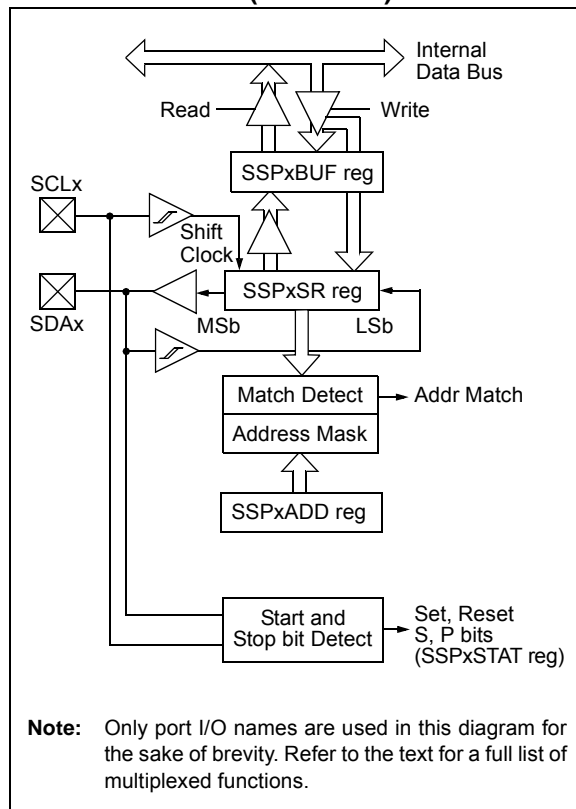 Internal
Data Bus
Read
Write
SSPxBUF reg
SCLx
Shift
Clock
SSPxSR reg
SDAx
MSb
LSb
Match Detect
Addr Match
Address Mask
SSPxADD reg
Start and
Stop bit Detect
Set, Reset
S, P bits
(SSPxSTAT reg)
Note: Only port I/O names are used in this diagram for
the sake of brevity. Refer to the text for a full list of
multiplexed functions.